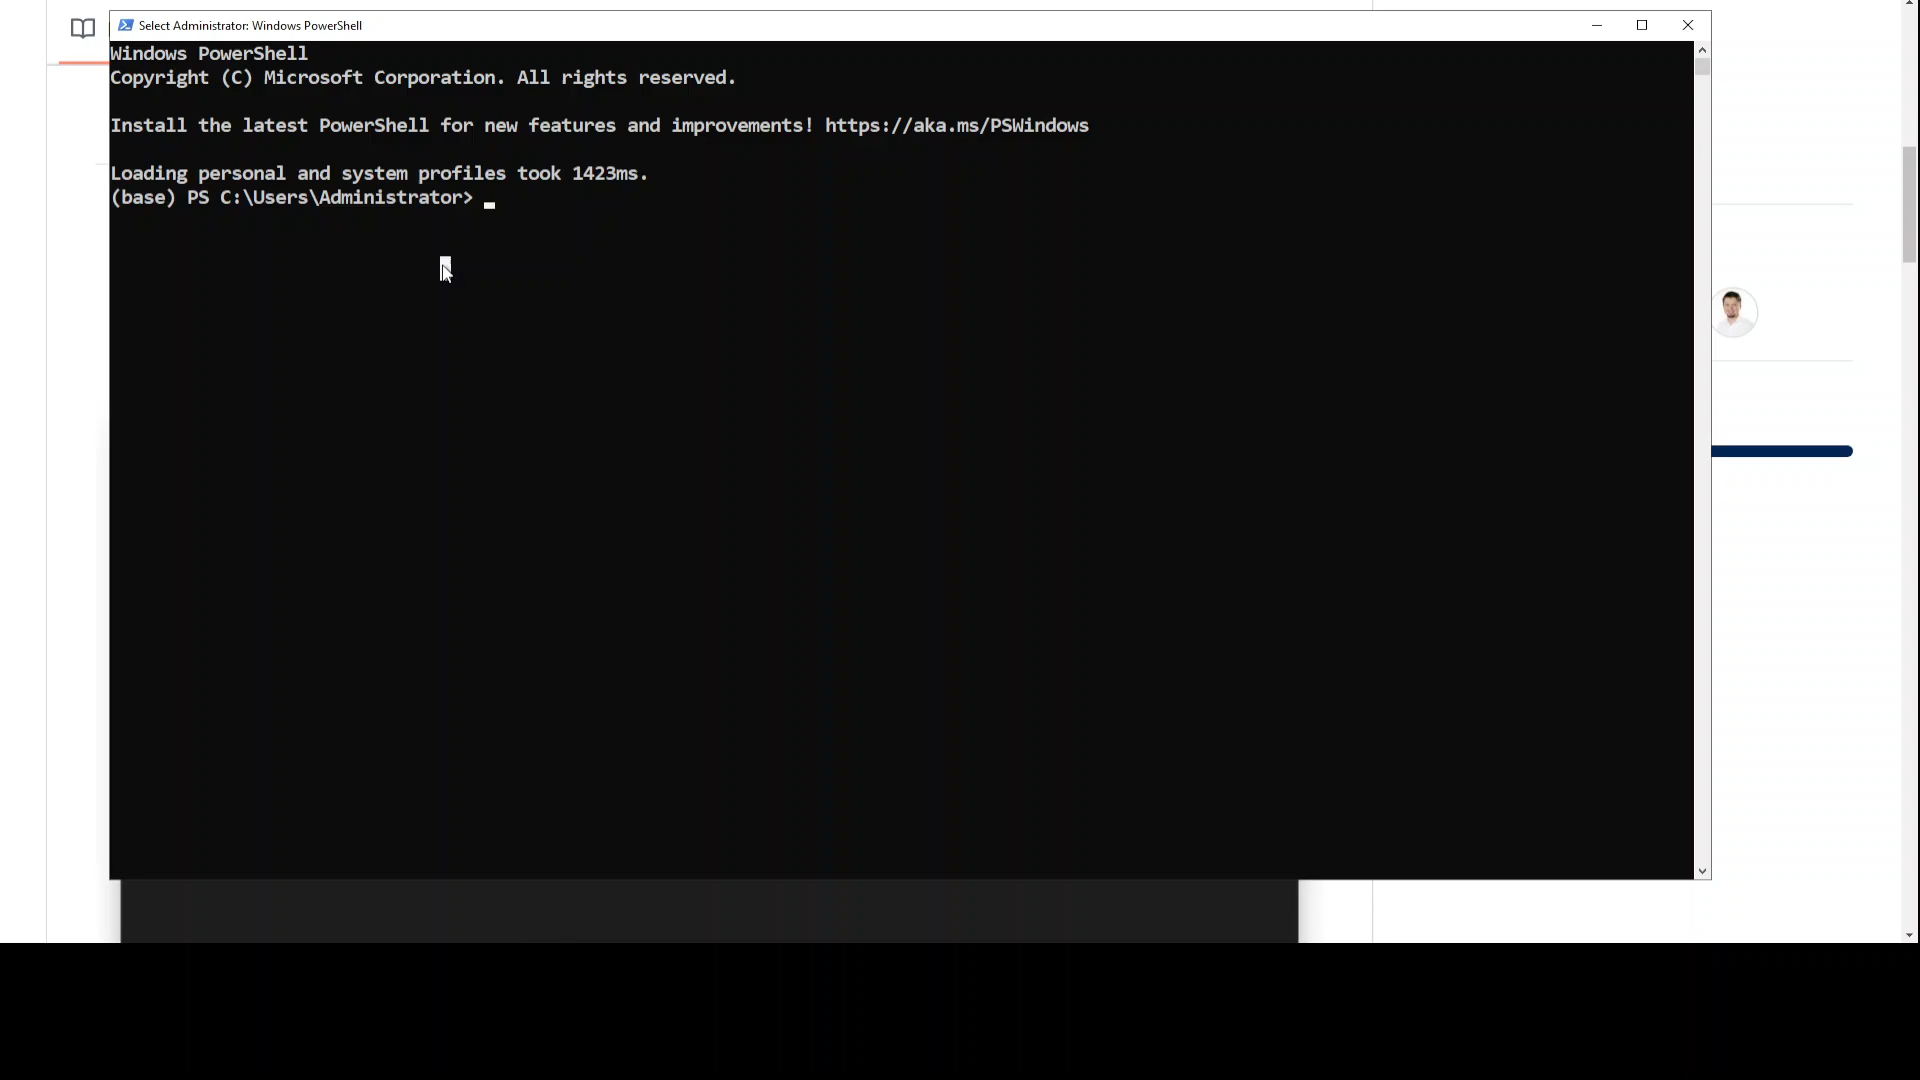 Select Administrator: Windows PowerShell
Windows PowerShell
Copyright (C) Microsoft Corporation. All rights reserved.
Install the latest PowerShell for new features and improvements! https://aka.ms/PSWindows
Loading personal and system profiles took 1423ms.
(base) PS C:\Users\Administrator>